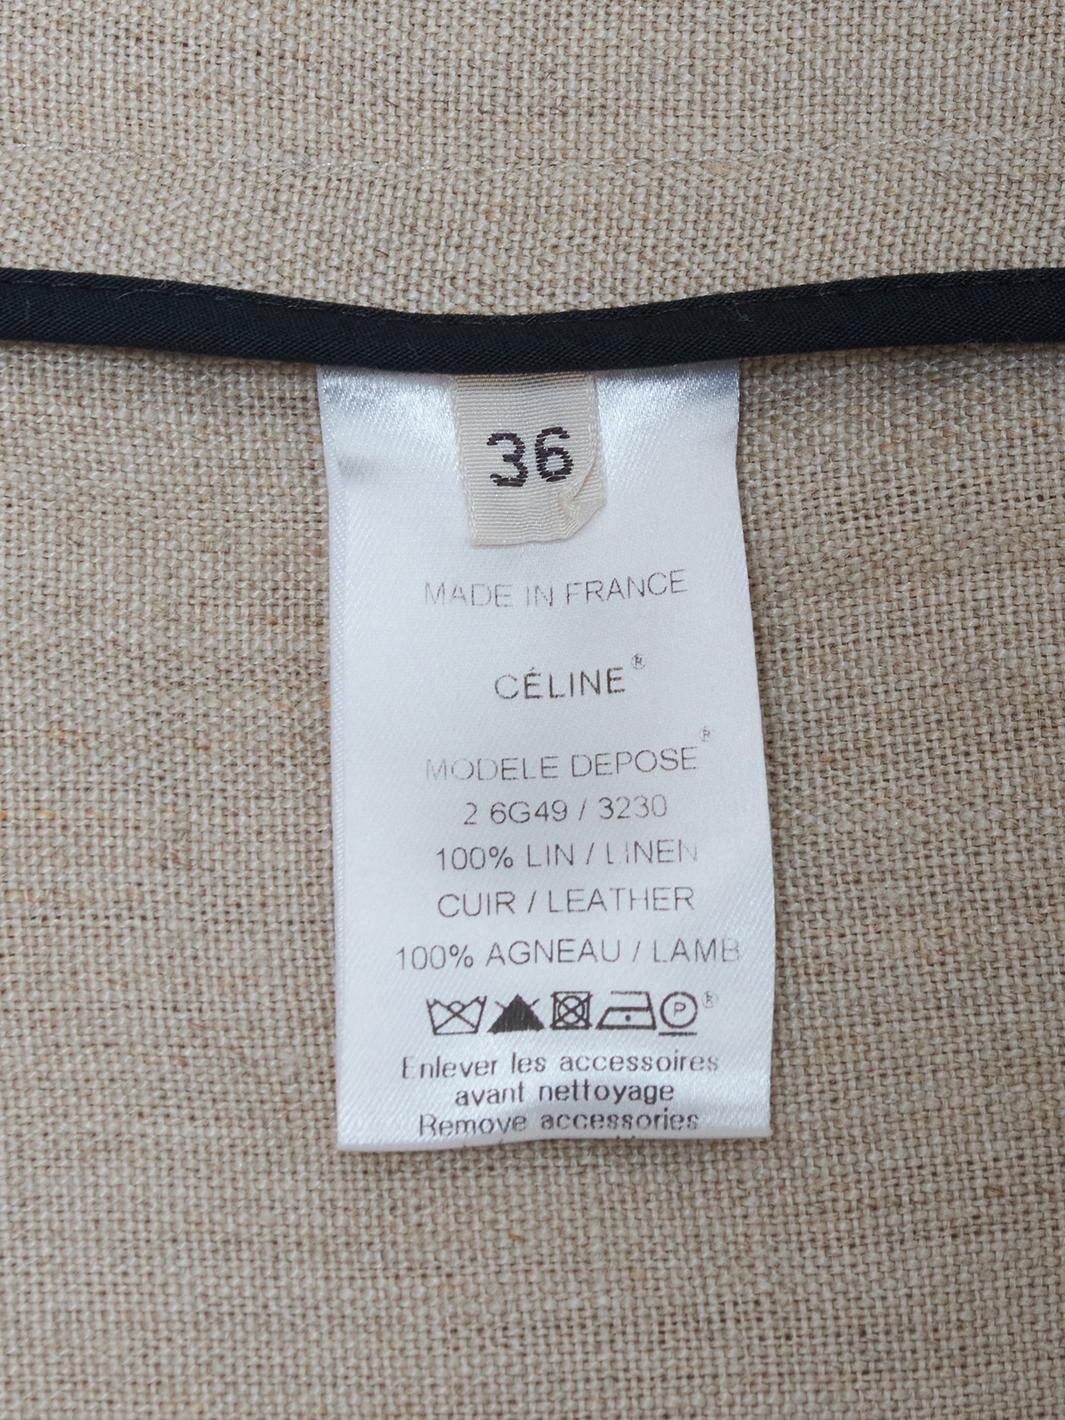 36
MADE IN FRANCE
CÉLINE®
MODELE DEPOSE®
2 6G49 / 3230
100% LIN / LINEN
CUIR / LEATHER
100% AGNEAU / LAMB
P ®
Enlever les accessoires
avant nettoyage
Remove accessories